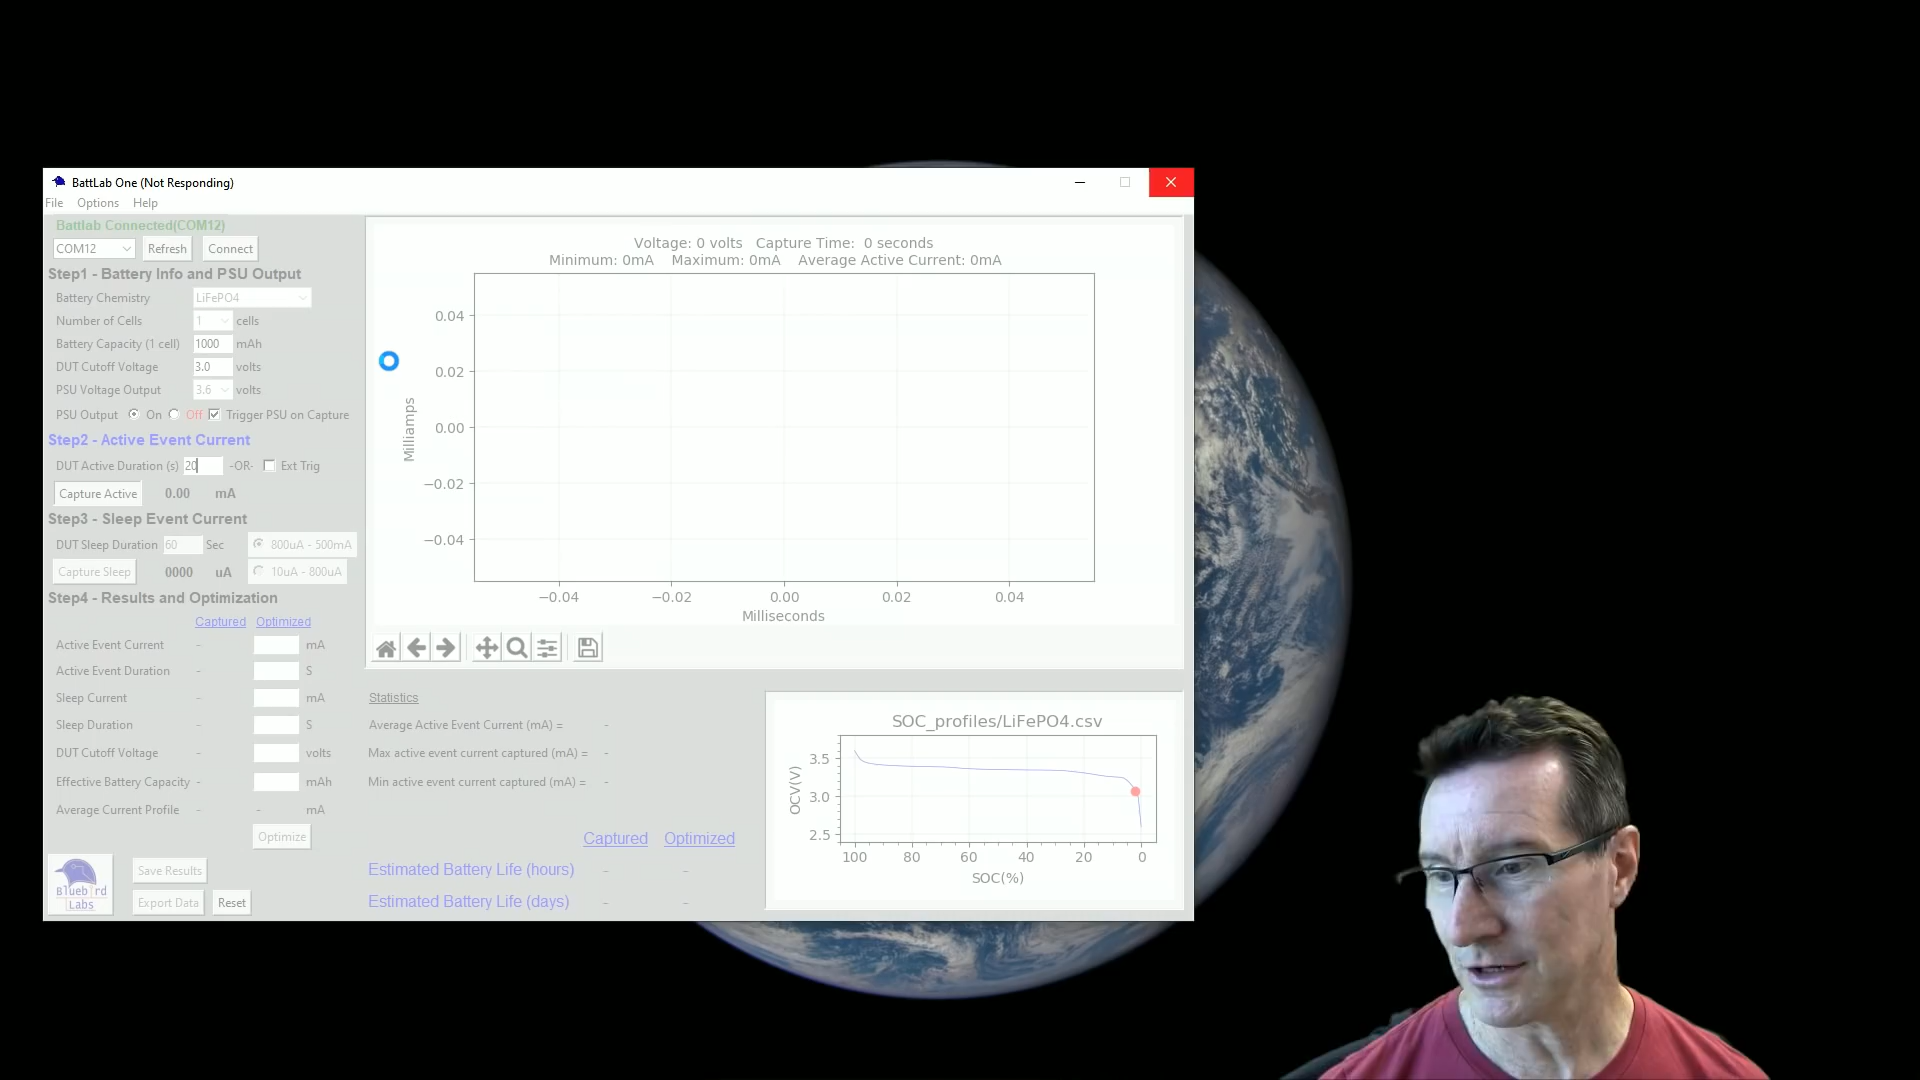 BattLab One (Not Responding)
File Options Help
Battlab Connected(COM12)
COM12 Refresh Connect
Step1 - Battery Info and PSU Output
Battery Chemistry LiFePO4
Number of Cells 1 cells
Battery Capacity (1 cell) 1000 mAh
DUT Cutoff Voltage 3.0 volts
PSU Voltage Output 3.6 volts
PSU Output On Off Trigger PSU on Capture
Step2 - Active Event Current
DUT Active Duration (s) 20 -OR- Ext Trig
Capture Active 0.00 mA
Step3 - Sleep Event Current
DUT Sleep Duration 60 Sec 800uA - 500mA
Capture Sleep 0000 uA 10uA - 800uA
Step4 - Results and Optimization
Captured Optimized
Active Event Current - mA
Active Event Duration - S
Sleep Current - mA
Sleep Duration - S
DUT Cutoff Voltage - volts
Effective Battery Capacity - mAh
Average Current Profile - - mA
Optimize
Bluebird Labs
Save Results
Export Data Reset
Voltage: 0 volts Capture Time: 0 seconds
Minimum: 0mA Maximum: 0mA Average Active Current: 0mA
Milliamps
0.04
0.02
0.00
−0.02
−0.04
−0.04 −0.02 0.00 0.02 0.04
Milliseconds
Statistics
Average Active Event Current (mA) = -
Max active event current captured (mA) = -
Min active event current captured (mA) = -
Captured Optimized
Estimated Battery Life (hours) - -
Estimated Battery Life (days) - -
SOC_profiles/LiFePO4.csv
OCV(V)
3.5
3.0
2.5
100 80 60 40 20 0
SOC(%)